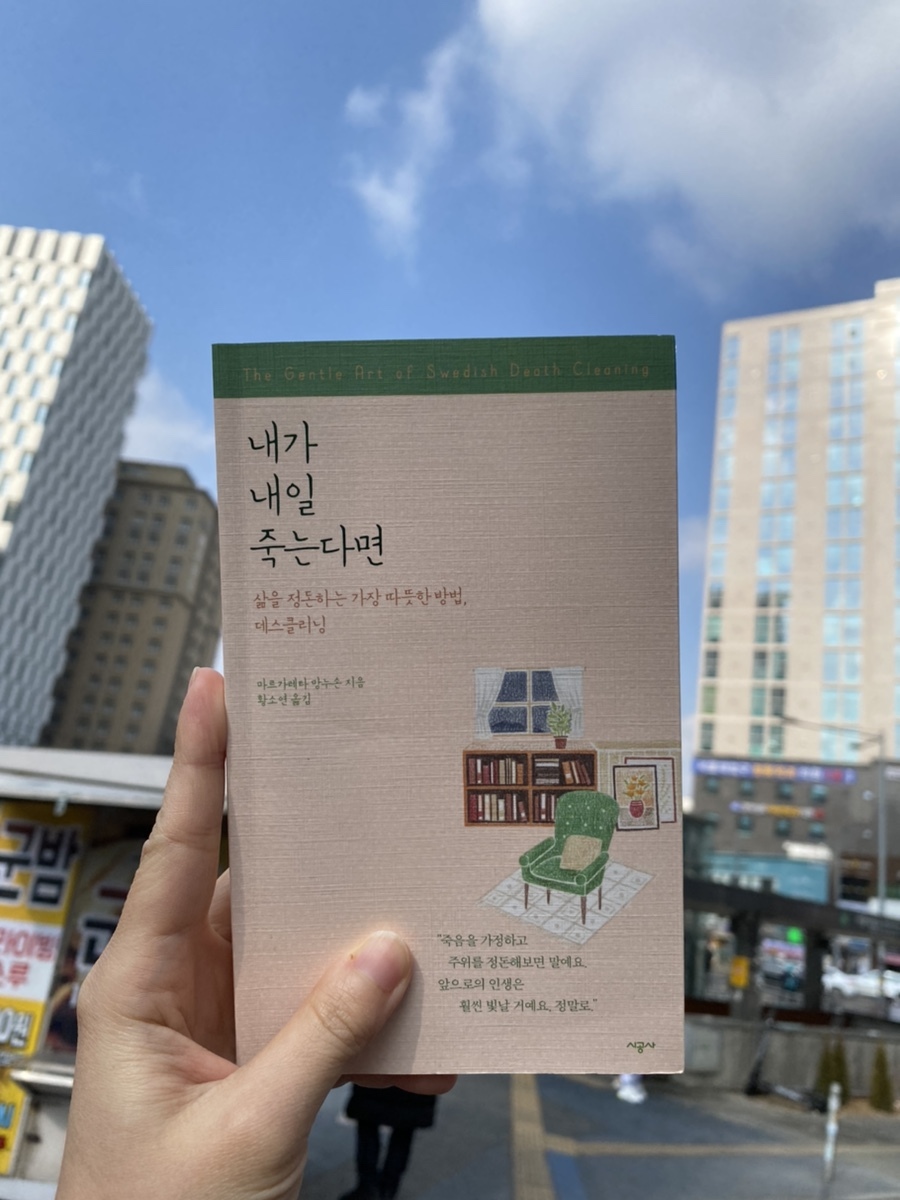 The Gentle Art of Swedish Death Cleaning
내가
내일
죽는다면
삶을 정돈하는 가장 따뜻한 방법,
데스클리닝
마르가레타 망누손 지음
황소연 옮김
"죽음을 가정하고
주위를 정돈해보면 말예요.
앞으로의 인생은
훨씬 빛날 거예요. 정말로."
시공사
군밤